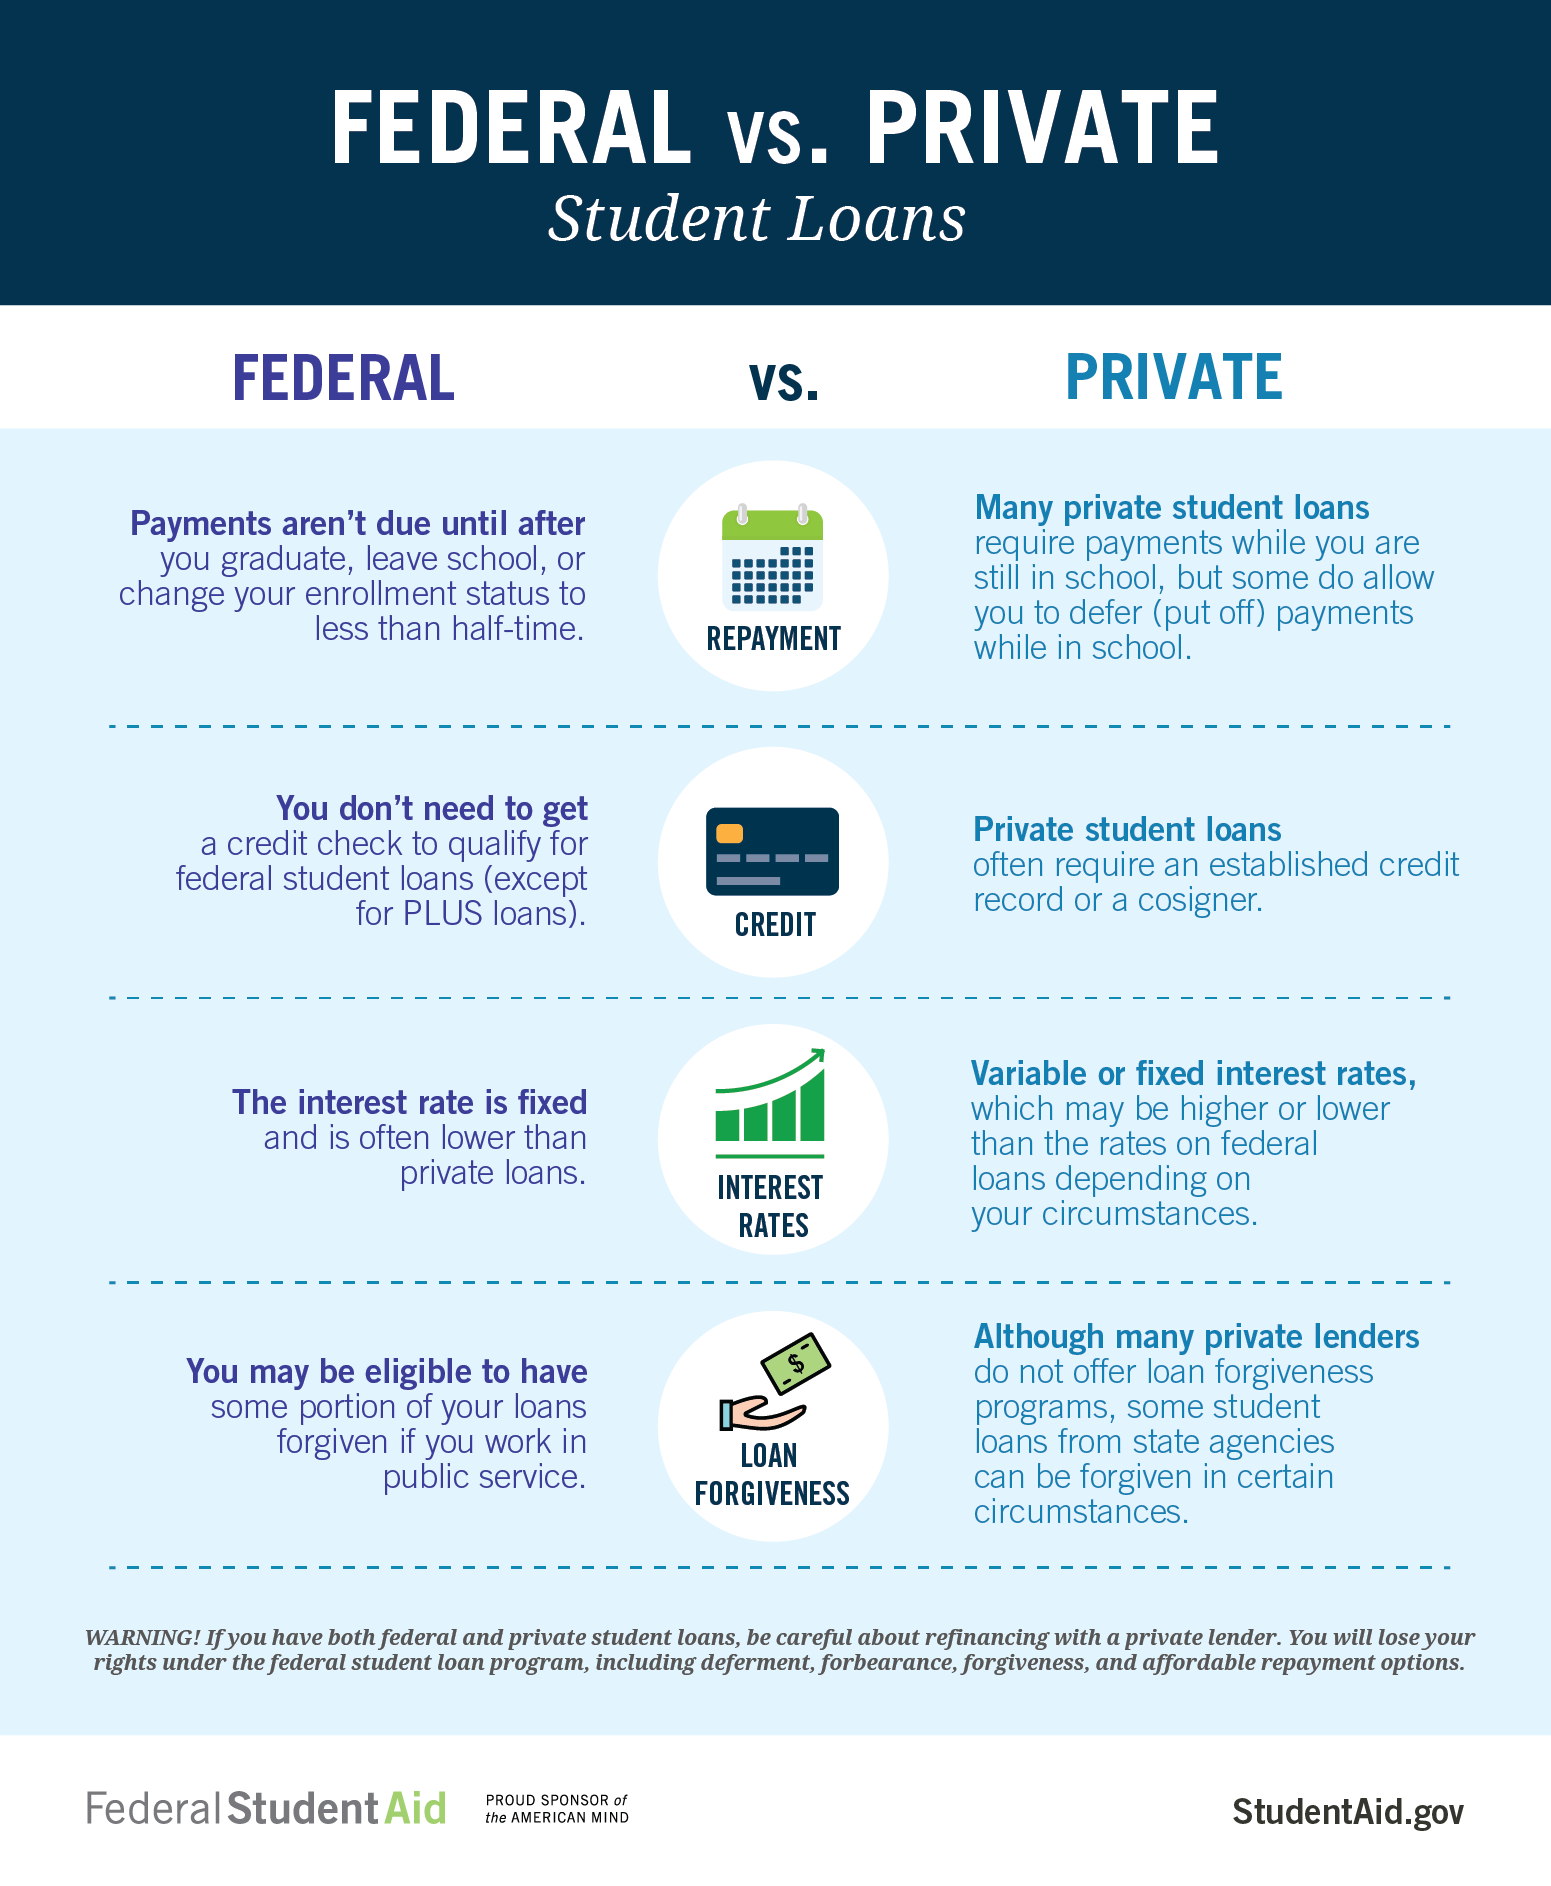 FEDERAL VS. PRIVATE
Student Loans
FEDERAL
VS.
PRIVATE
Payments aren’t due until after
you graduate, leave school, or
change your enrollment status to
less than half-time.
REPAYMENT
Many private student loans
require payments while you are
still in school, but some do allow
you to defer (put off) payments
while in school.
You don’t need to get
a credit check to qualify for
federal student loans (except
for PLUS loans).
CREDIT
Private student loans
often require an established credit
record or a cosigner.
The interest rate is fixed
and is often lower than
private loans.
INTEREST
RATES
Variable or fixed interest rates,
which may be higher or lower
than the rates on federal
loans depending on
your circumstances.
You may be eligible to have
some portion of your loans
forgiven if you work in
public service.
$
LOAN
FORGIVENESS
Although many private lenders
do not offer loan forgiveness
programs, some student
loans from state agencies
can be forgiven in certain
circumstances.
WARNING! If you have both federal and private student loans, be careful about refinancing with a private lender. You will lose your
rights under the federal student loan program, including deferment, forbearance, forgiveness, and affordable repayment options.
Federal Student Aid
PROUD SPONSOR of
the AMERICAN MIND
StudentAid.gov